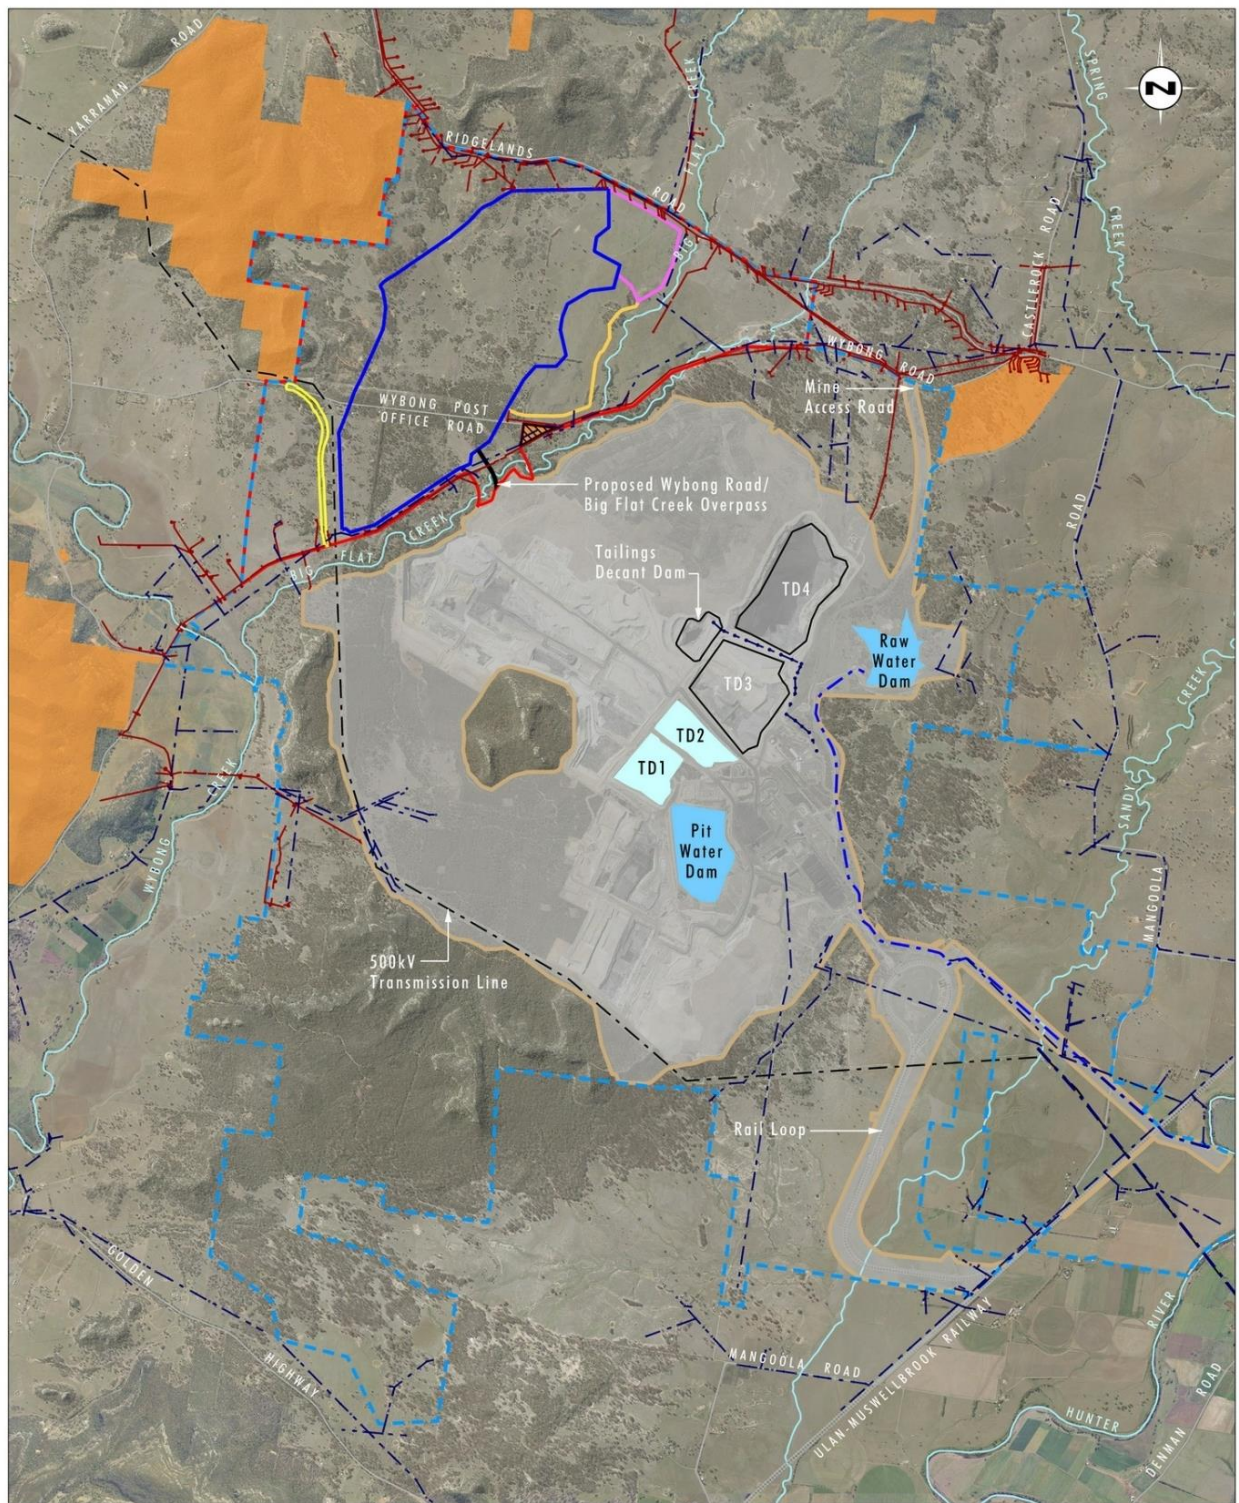 YARRAMAN ROAD
N
SPRING
CREEK
CREEK
FLAT
BIG
RIDGELANDS
ROAD
CASTLEROCK ROAD
WYBONG ROAD
Mine
Access Road
WYBONG POST
OFFICE ROAD
Proposed Wybong Road/
Big Flat Creek Overpass
BIG FLAT CREEK
Tailings
Decant Dam
TD4
Raw
Water
Dam
TD3
TD2
TD1
Pit
Water
Dam
ROAD
MANGOOLA
SANDY
CREEK
WYBONG
CREEK
500kV
Transmission Line
Rail Loop
GOLDEN
HIGHWAY
MANGOOLA ROAD
ULAN-MUSWELLBROOK RAILWAY
HUNTER
RIVER
DENMAN ROAD